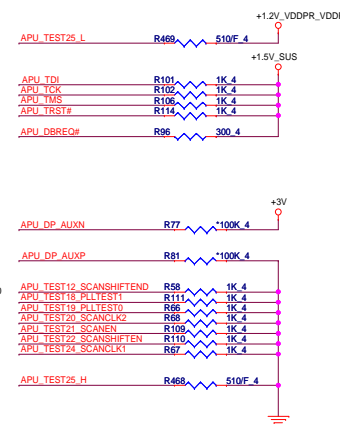 +1.2V_VDDPR_VDDI
APU_TEST25_L R469 510/F_4
+1.5V_SUS
APU_TDI R101 1K_4
APU_TCK R102 1K_4
APU_TMS R106 1K_4
APU_TRST# R114 1K_4
APU_DBREQ# R96 300_4
+3V
APU_DP_AUXN R77 *100K_4
APU_DP_AUXP R81 *100K_4
APU_TEST12_SCANSHIFTEND R58 1K_4
APU_TEST18_PLLTEST1 R111 1K_4
APU_TEST19_PLLTEST0 R66 1K_4
APU_TEST20_SCANCLK2 R68 1K_4
APU_TEST21_SCANEN R109 1K_4
APU_TEST22_SCANSHIFTEN R110 1K_4
APU_TEST24_SCANCLK1 R67 1K_4
APU_TEST25_H R468 510/F_4